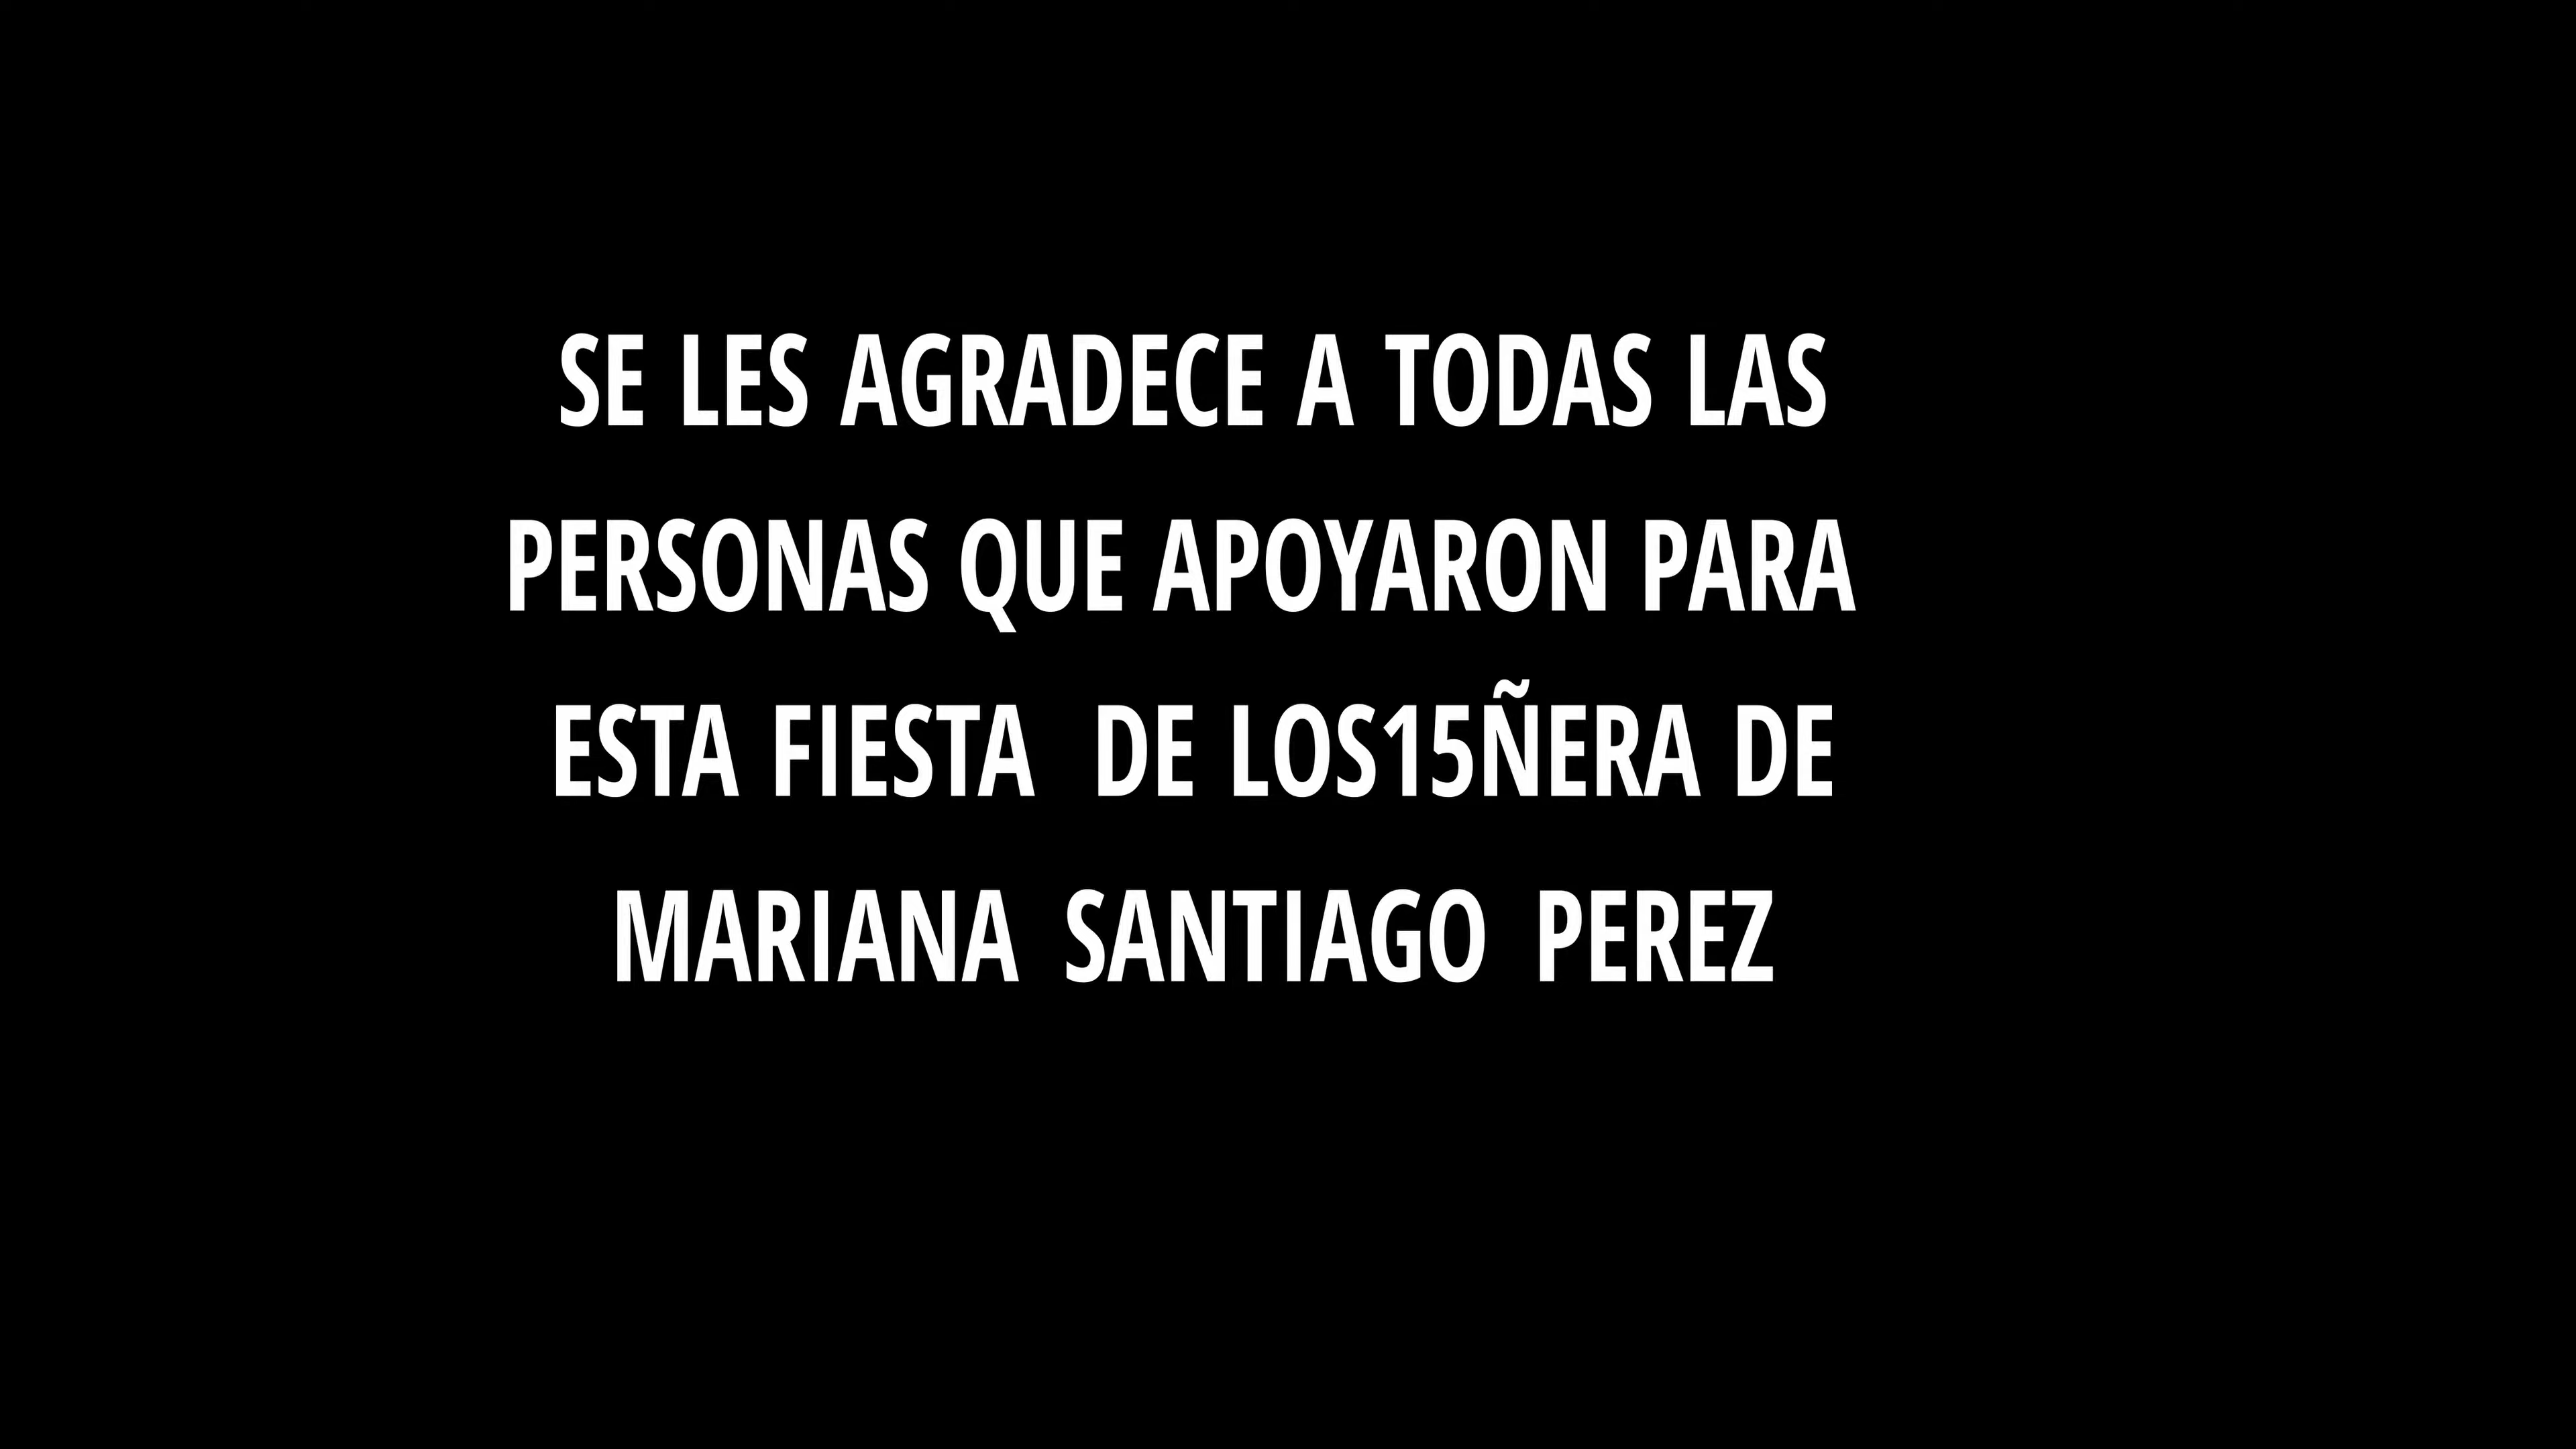 SE LES AGRADECE A TODAS LAS
PERSONAS QUE APOYARON PARA
ESTA FIESTA  DE LOS15ÑERA DE
MARIANA  SANTIAGO  PEREZ